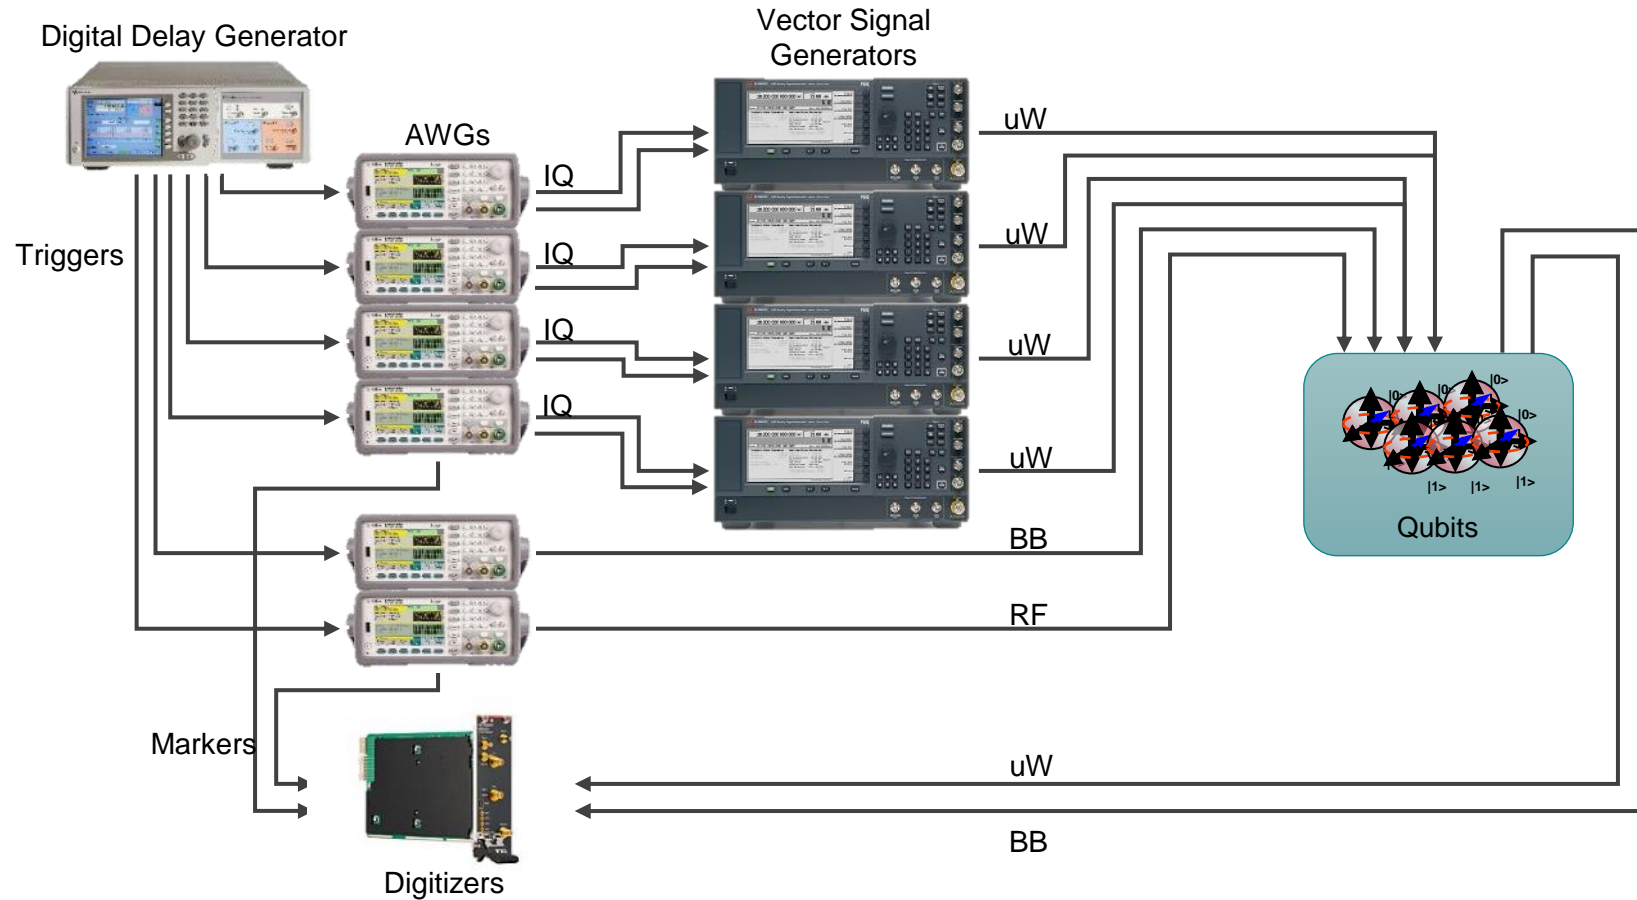 Digital Delay Generator
Vector Signal
Generators
AWGs
IQ
uW
Triggers
IQ
uW
IQ
uW
IQ
uW
|0>
|0>
|0>
|0>
|1>
|1>
|1>
Qubits
BB
RF
Markers
uW
BB
Digitizers